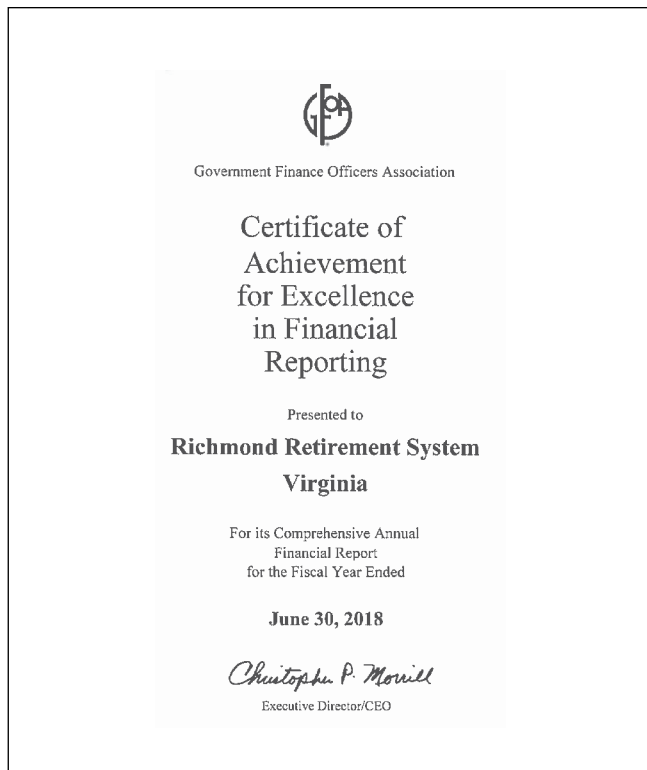 GFOA
Government Finance Officers Association
Certificate of
Achievement
for Excellence
in Financial
Reporting
Presented to
Richmond Retirement System
Virginia
For its Comprehensive Annual
Financial Report
for the Fiscal Year Ended
June 30, 2018
Christopher P. Morrill
Executive Director/CEO